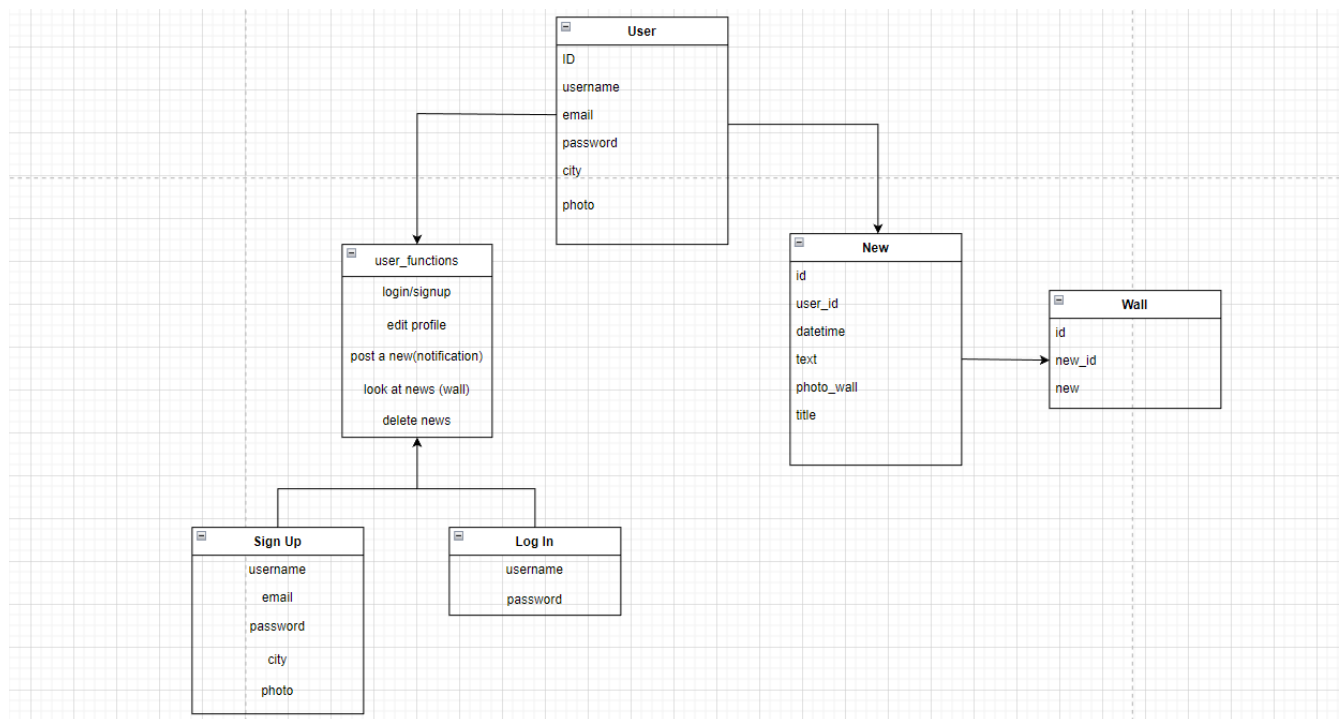 User
ID
username
email
password
city
photo
user_functions
login/signup
edit profile
post a new(notification)
look at news (wall)
delete news
New
id
user_id
datetime
text
photo_wall
title
Wall
id
new_id
new
Sign Up
username
email
password
city
photo
Log In
username
password